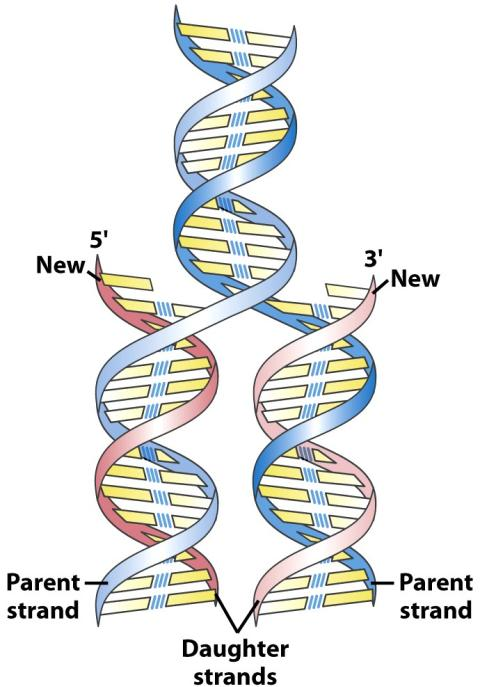 5'
New
3'
New
Parent
strand
Parent
strand
Daughter
strands